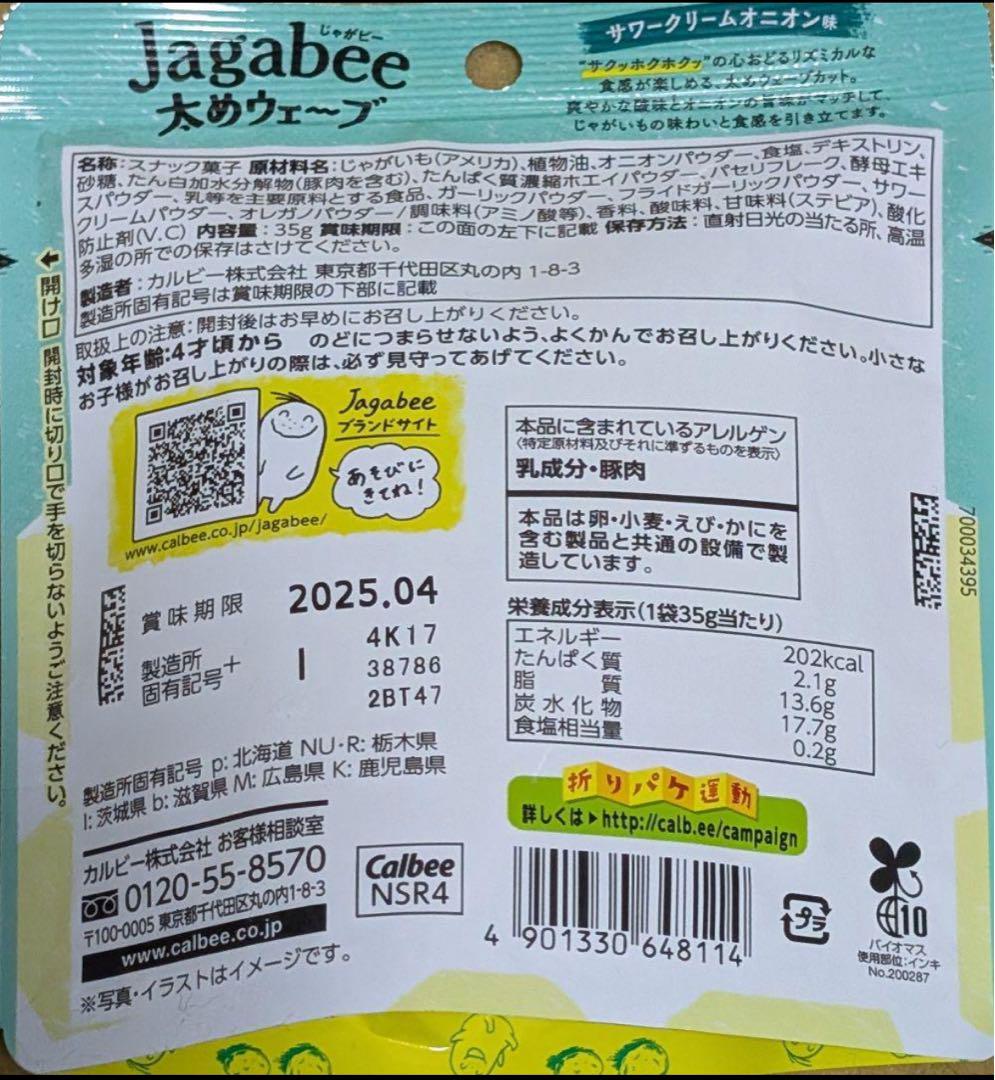 じゃがビー
Jagabee
太めウェ〜ブ
サワークリームオニオン味
"サクッホクホクッ"の心おどるリズミカルな
食感が楽しめる、太めウェーブカット。
爽やかな酸味とオニオンの旨味がマッチして、
じゃがいもの味わいと食感を引き立てます。
名称：スナック菓子 原材料名：じゃがいも(アメリカ)、植物油、オニオンパウダー、食塩、デキストリン、
砂糖、たん白加水分解物(豚肉を含む)、たんぱく質濃縮ホエイパウダー、パセリフレーク、酵母エキ
スパウダー、乳等を主要原料とする食品、ガーリックパウダー、フライドガーリックパウダー、サワー
クリームパウダー、オレガノパウダー/調味料(アミノ酸等)、香料、酸味料、甘味料(ステビア)、酸化
防止剤(V.C) 内容量：35g 賞味期限：この面の左下に記載 保存方法：直射日光の当たる所、高温
多湿の所での保存はさけてください。
製造者：カルビー株式会社 東京都千代田区丸の内 1-8-3
製造所固有記号は賞味期限の下部に記載
取扱上の注意：開封後はお早めにお召し上がりください。
対象年齢：4才頃から のどにつまらせないよう、よくかんでお召し上がりください。小さな
お子様がお召し上がりの際は、必ず見守ってあげてください。
←開け口 開封時に切り口で手を切らないようご注意ください。
Jagabee
ブランドサイト
あそびに
きてね！
www.calbee.co.jp/jagabee/
本品に含まれているアレルゲン
〈特定原材料及びそれに準ずるものを表示〉
乳成分・豚肉
本品は卵・小麦・えび・かにを
含む製品と共通の設備で製
造しています。
700034395
賞味期限 2025.04
4K17
製造所固有記号 + I 38786
2BT47
栄養成分表示(1袋35g当たり)
エネルギー 202kcal
たんぱく質 2.1g
脂質 13.6g
炭水化物 17.7g
食塩相当量 0.2g
製造所固有記号 p：北海道 NU・R：栃木県
I：茨城県 b：滋賀県 M：広島県 K：鹿児島県
折りパケ運動
詳しくは▶http://calb.ee/campaign
カルビー株式会社 お客様相談室
0120-55-8570
〒100-0005 東京都千代田区丸の内1-8-3
www.calbee.co.jp
※写真・イラストはイメージです。
Calbee
NSR4
4 901330 648114
プラ
10
バイオマス
使用部位：インキ
No.200287